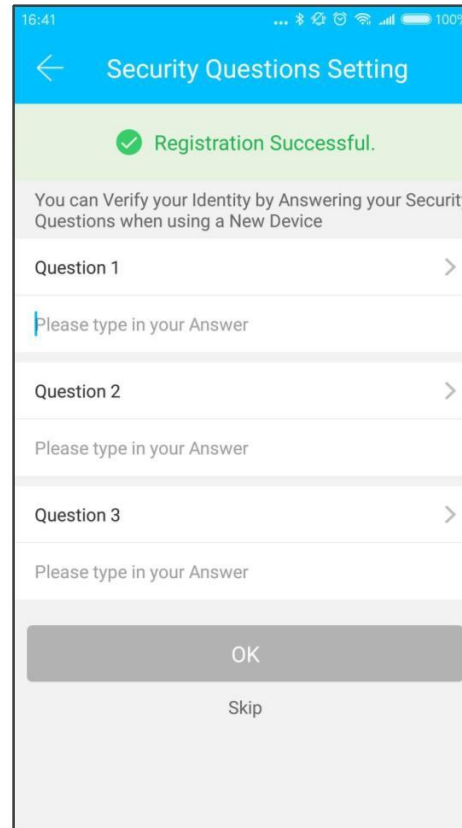 16:41 ... 100%
Security Questions Setting
Registration Successful.
You can Verify your Identity by Answering your Securit
Questions when using a New Device
Question 1
Please type in your Answer
Question 2
Please type in your Answer
Question 3
Please type in your Answer
OK
Skip